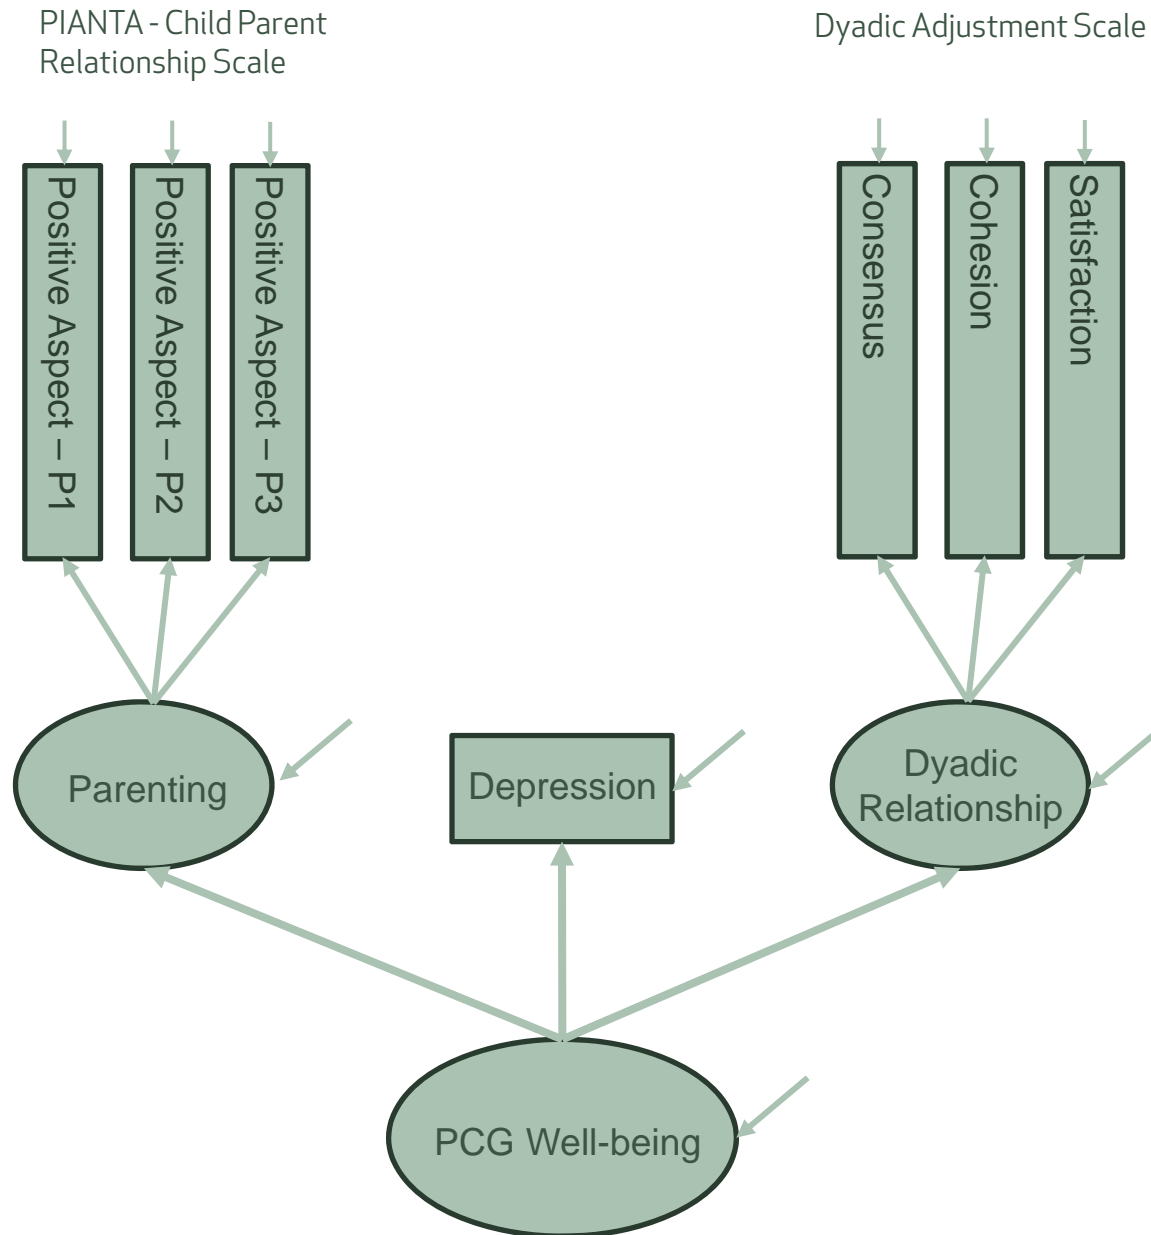 PIANTA - Child Parent
Relationship Scale
Dyadic Adjustment Scale
Positive Aspect – P1
Positive Aspect – P2
Positive Aspect – P3
Consensus
Cohesion
Satisfaction
Parenting
Depression
Dyadic
Relationship
PCG Well-being